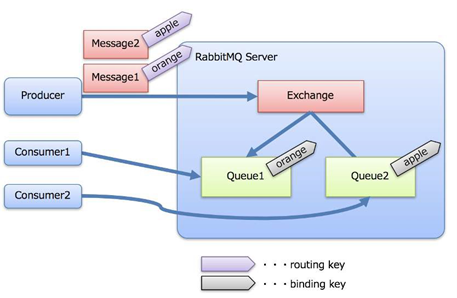 apple
Message2
orange
Message1
RabbitMQ Server
Producer
Exchange
Consumer1
orange
apple
Queue1
Queue2
Consumer2
・・・routing key
・・・binding key